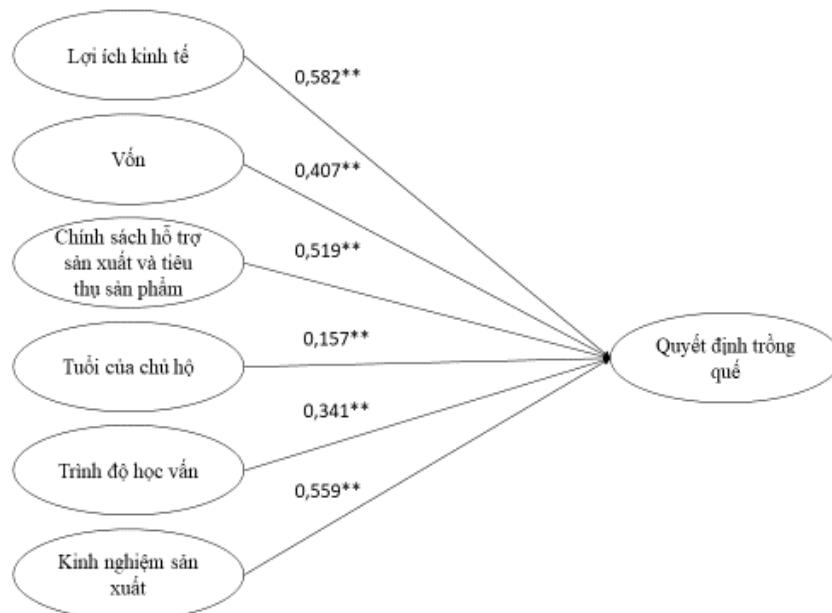 Lợi ích kinh tế
0,582**
Vốn
0,407**
Chính sách hỗ trợ
sản xuất và tiêu
thụ sản phẩm
0,519**
Tuổi của chủ hộ
0,157**
Trình độ học vấn
0,341**
Kinh nghiệm sản
xuất
0,559**
Quyết định trồng
quế